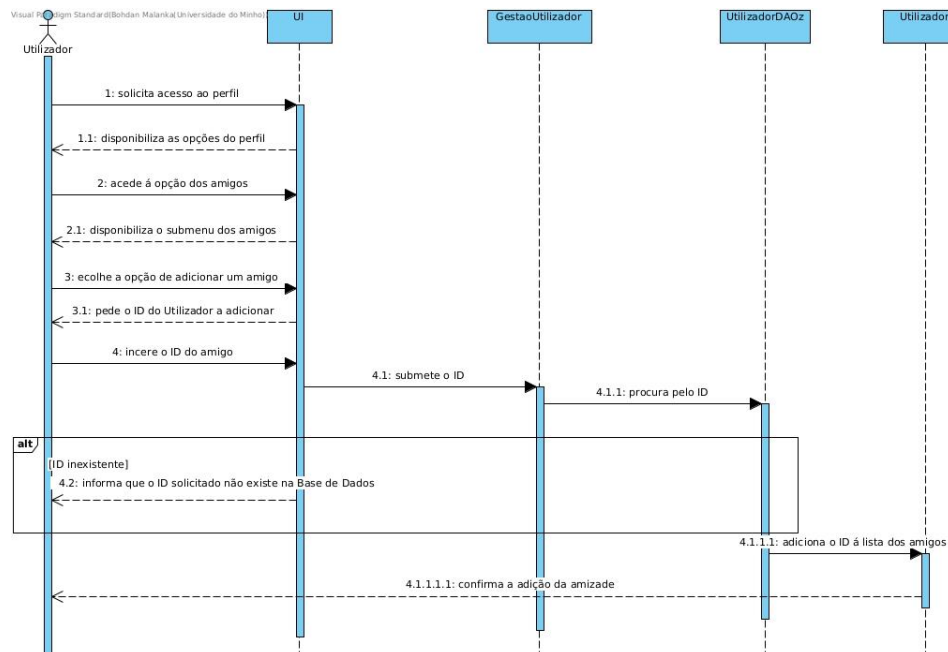 Visual Paradigm Standard(Bohdan Malanka(Universidade do Minho))
UI
GestaoUtilizador
UtilizadorDAOz
Utilizador
Utilizador
1: solicita acesso ao perfil
1.1: disponibiliza as opções do perfil
2: acede á opção dos amigos
2.1: disponibiliza o submenu dos amigos
3: ecolhe a opção de adicionar um amigo
3.1: pede o ID do Utilizador a adicionar
4: incere o ID do amigo
4.1: submete o ID
4.1.1: procura pelo ID
alt
[ID inexistente]
4.2: informa que o ID solicitado não existe na Base de Dados
4.1.1.1: adiciona o ID á lista dos amigos
4.1.1.1.1: confirma a adição da amizade